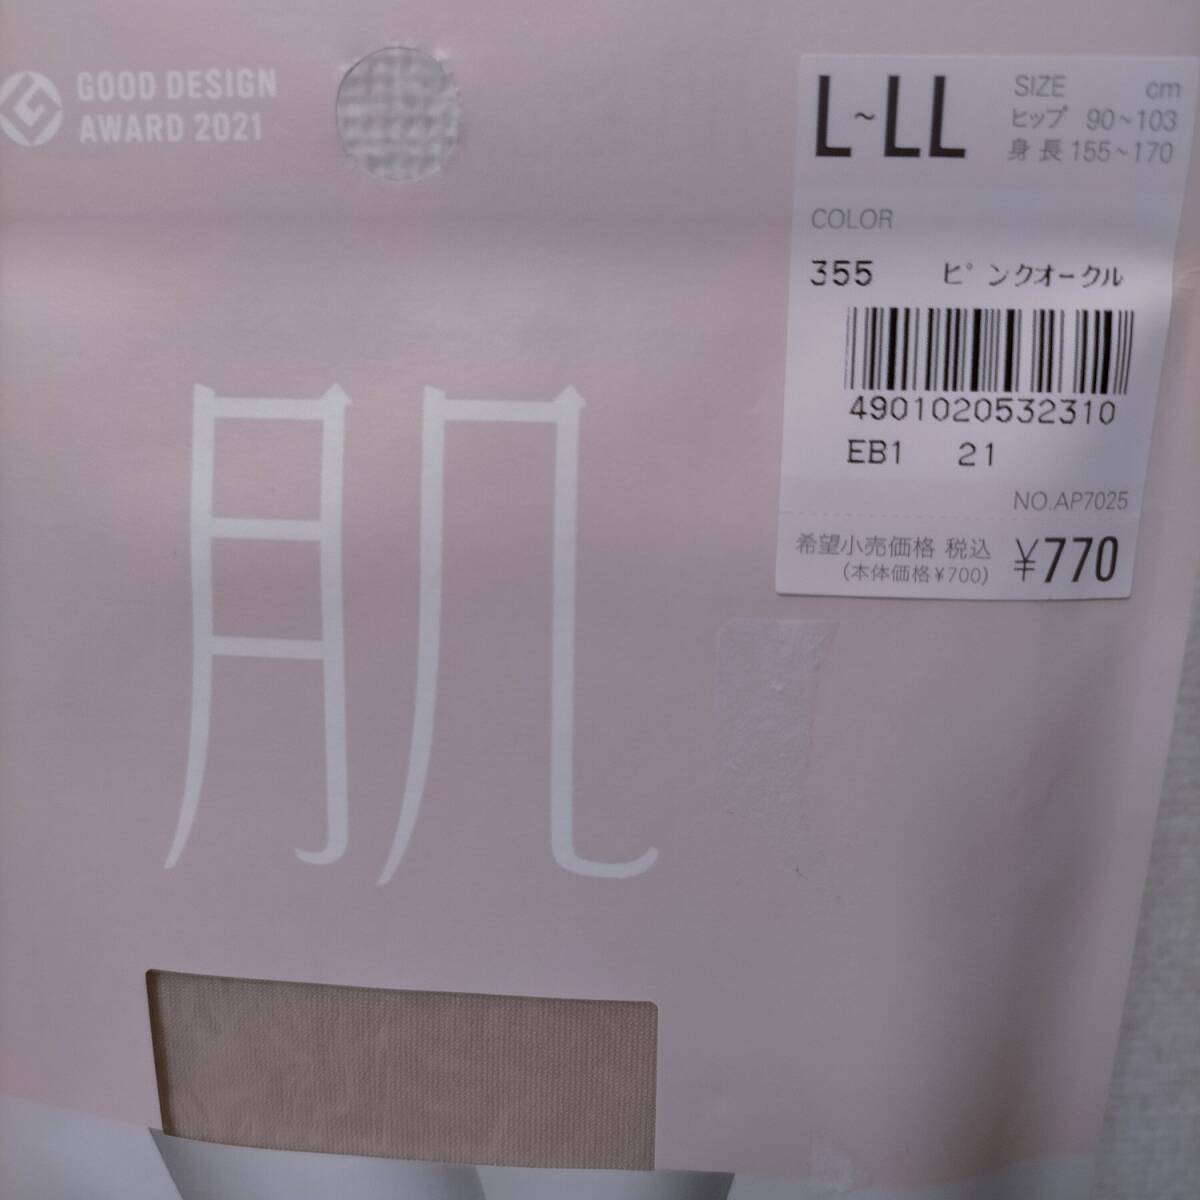 GOOD DESIGN
AWARD 2021
L~LL
SIZE cm
ヒップ 90~103
身長 155~170
COLOR
355 ピンクオークル
4901020532310
EB1 21
NO.AP7025
希望小売価格 税込 ¥770
(本体価格¥700)
肌